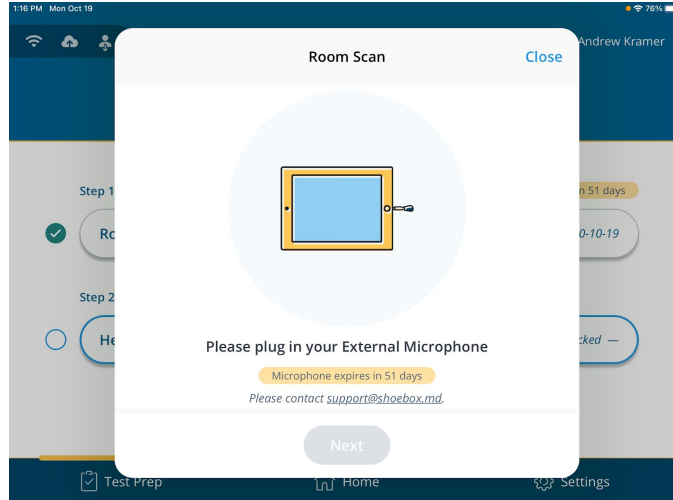 1:16 PM Mon Oct 19
76%
Andrew Kramer
Room Scan
Close
Step 1
n 51 days
Ro
0-10-19
Step 2
He
cked —
Please plug in your External Microphone
Microphone expires in 51 days
Please contact support@shoebox.md.
Next
Test Prep
Home
Settings